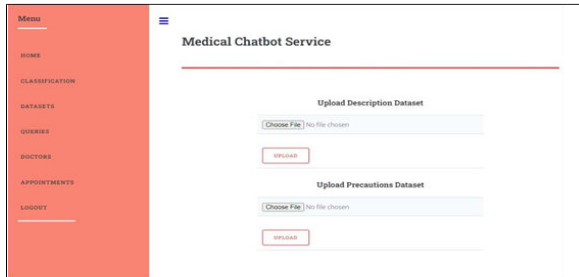 Menu
HOME
CLASSIFICATION
DATASETS
QUERIES
DOCTORS
APPOINTMENTS
LOGOUT
Medical Chatbot Service
Upload Description Dataset
Choose File No file chosen
UPLOAD
Upload Precautions Dataset
Choose File No file chosen
UPLOAD